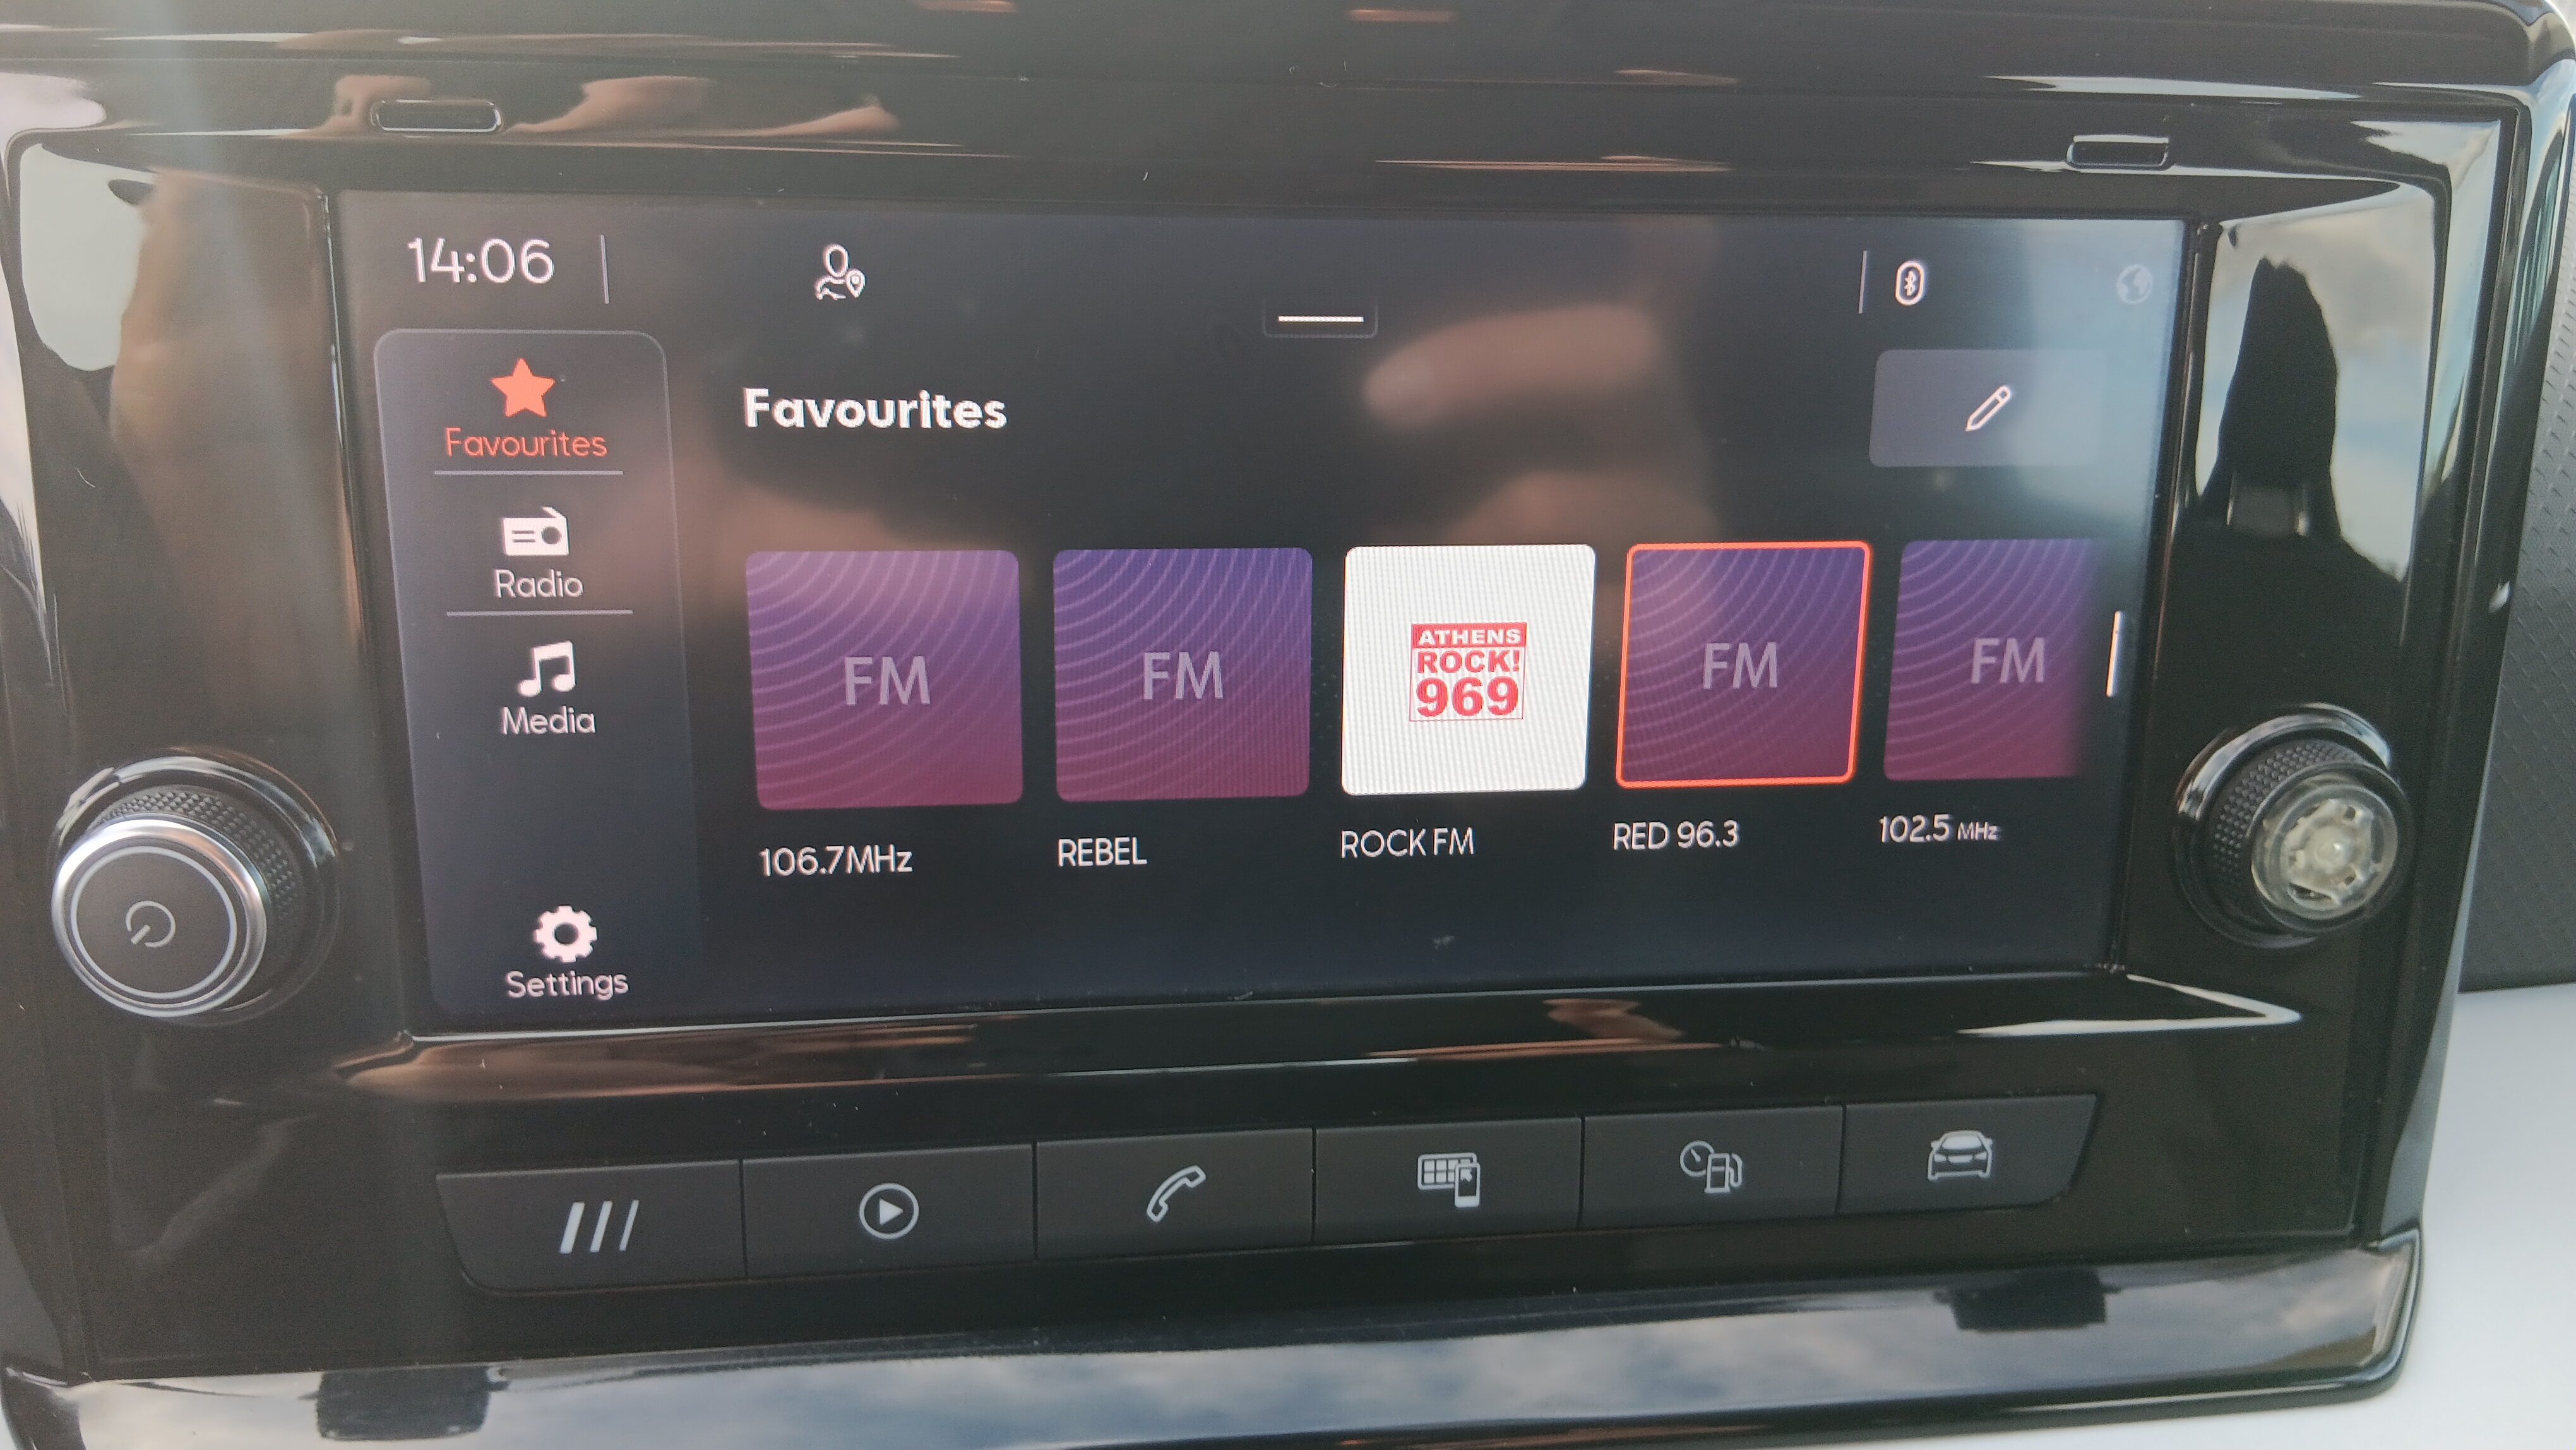 14:06
Favourites
Radio
Media
Settings
Favourites
FM
106.7MHz
FM
REBEL
ATHENS
ROCK!
969
ROCK FM
FM
RED 96.3
FM
102.5 MHz